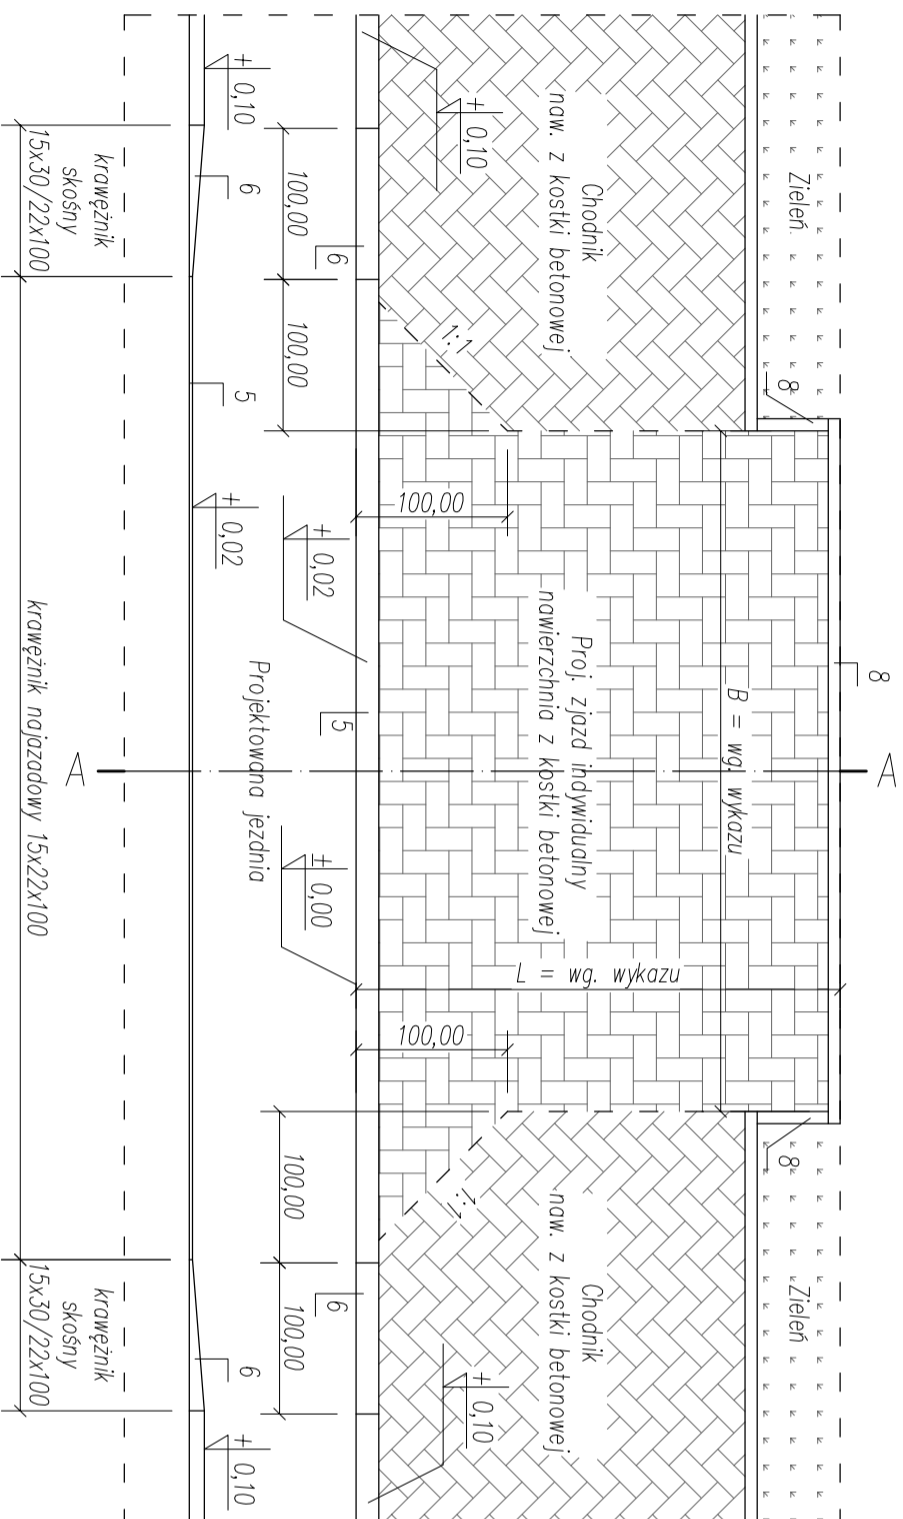 8
A
Zieleń
8
8
Zieleń
B = wg. wykazu
L = wg. wykazu
Chodnik
naw. z kostki betonowej
Proj. zjazd indywidualny
nawierzchnia z kostki betonowej
Chodnik
naw. z kostki betonowej
+ 0,10
1:1
1:1
+ 0,10
100,00
100,00
6
5
6
+ 0,02
± 0,00
100,00
100,00
100,00
100,00
Projektowana jezdnia
+ 0,10
6
5
+ 0,02
6
+ 0,10
krawężnik
skośny
15x30/22x100
krawężnik najazdowy 15x22x100
krawężnik
skośny
15x30/22x100
A